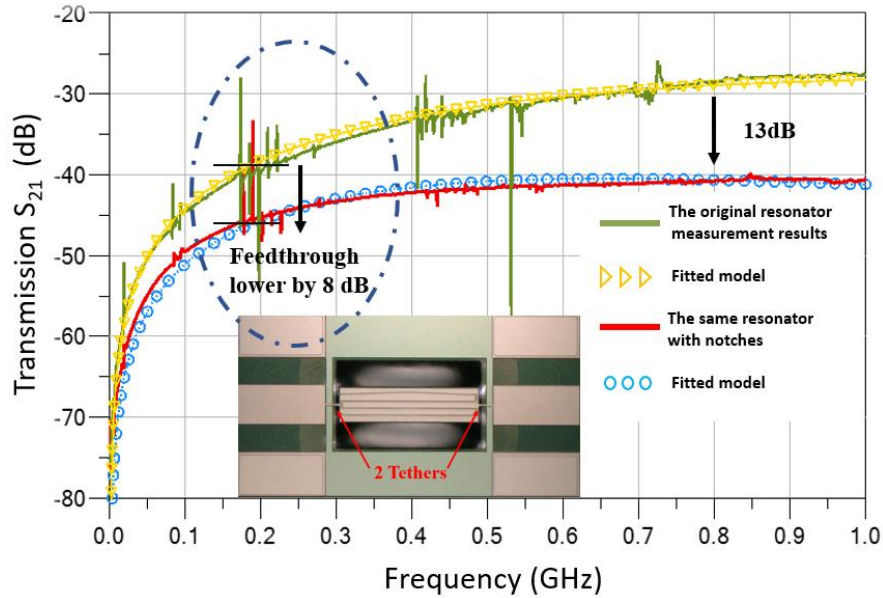 Transmission S21 (dB)
-20
-30
-40
-50
-60
-70
-80
13dB
Feedthrough
lower by 8 dB
The original resonator
measurement results
Fitted model
The same resonator
with notches
Fitted model
2 Tethers
0.0 0.1 0.2 0.3 0.4 0.5 0.6 0.7 0.8 0.9 1.0
Frequency (GHz)